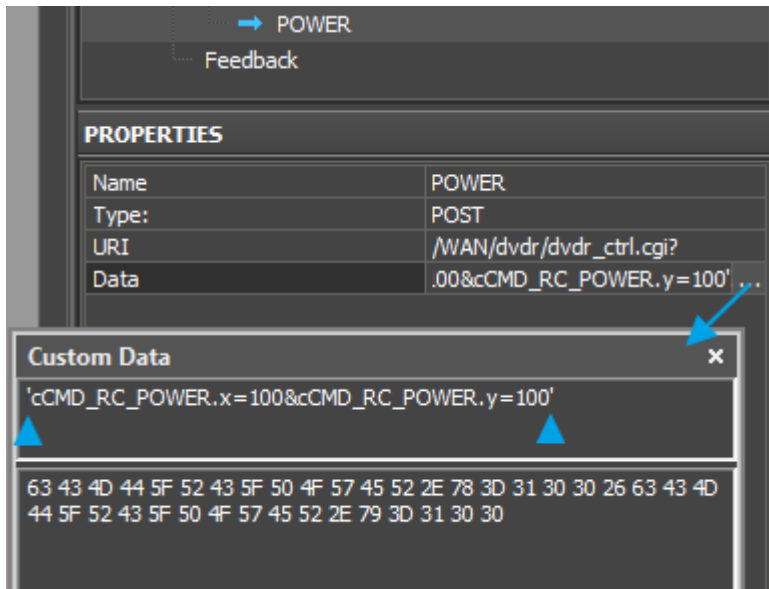 POWER
Feedback
PROPERTIES
Name POWER
Type: POST
URI /WAN/dvdr/dvdr_ctrl.cgi?
Data .00&cCMD_RC_POWER.y=100' ...
Custom Data ×
'cCMD_RC_POWER.x=100&cCMD_RC_POWER.y=100'
63 43 4D 44 5F 52 43 5F 50 4F 57 45 52 2E 78 3D 31 30 30 26 63 43 4D
44 5F 52 43 5F 50 4F 57 45 52 2E 79 3D 31 30 30